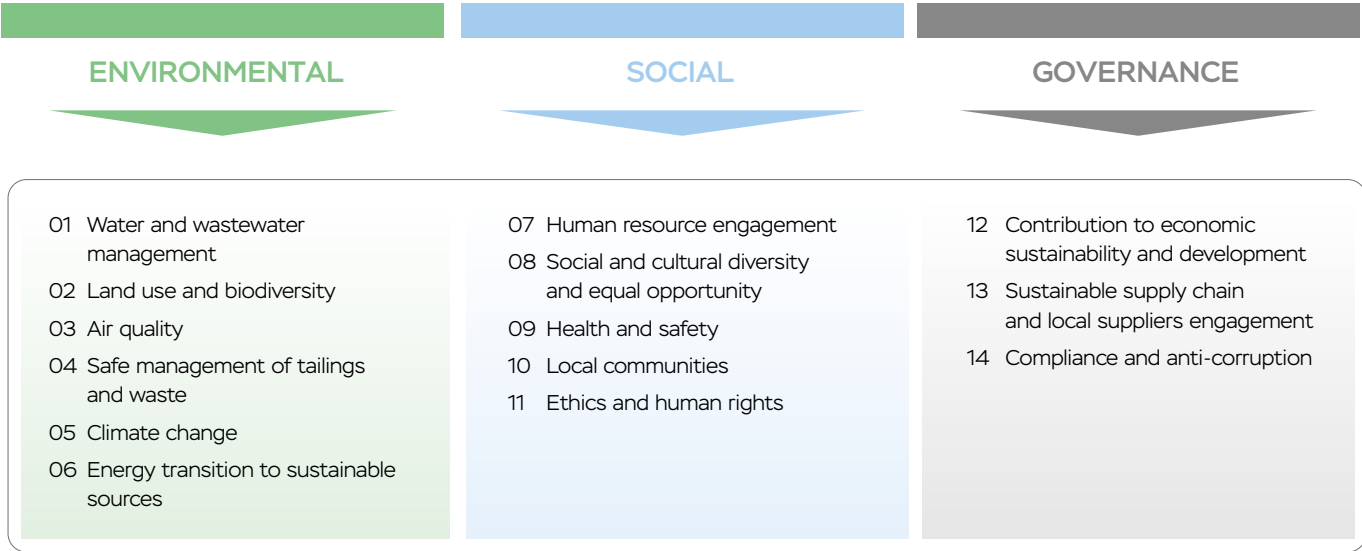 ENVIRONMENTAL
SOCIAL
GOVERNANCE
01 Water and wastewater
management
02 Land use and biodiversity
03 Air quality
04 Safe management of tailings
and waste
05 Climate change
06 Energy transition to sustainable
sources
07 Human resource engagement
08 Social and cultural diversity
and equal opportunity
09 Health and safety
10 Local communities
11 Ethics and human rights
12 Contribution to economic
sustainability and development
13 Sustainable supply chain
and local suppliers engagement
14 Compliance and anti-corruption